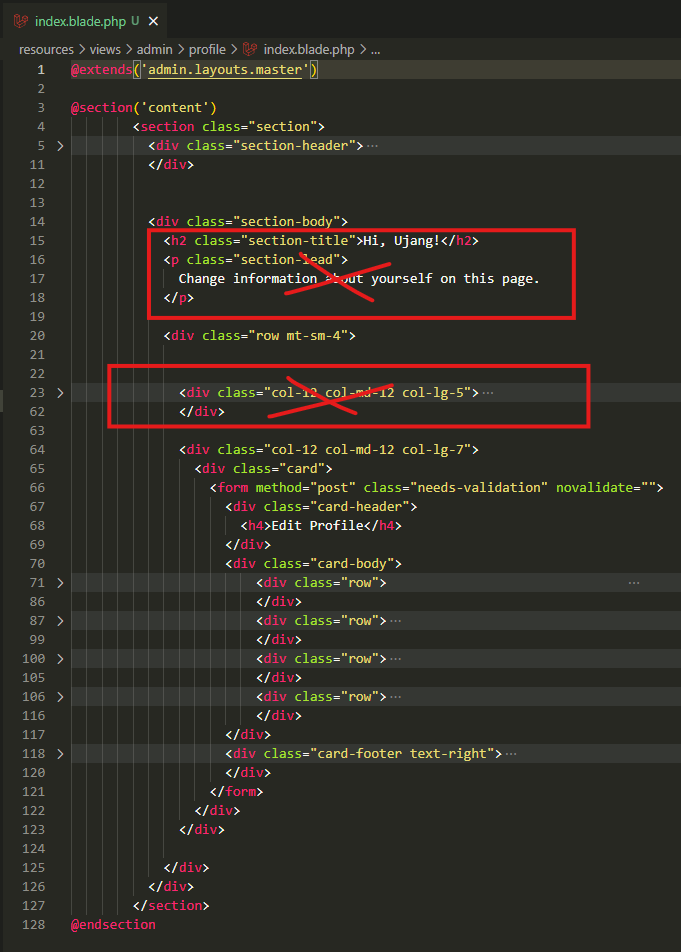 index.blade.php U ×
resources > views > admin > profile > index.blade.php > ...
1 @extends('admin.layouts.master')
2
3 @section('content')
4 <section class="section">
5 > <div class="section-header"> ⋯
11 </div>
12
13
14 <div class="section-body">
15 <h2 class="section-title">Hi, Ujang!</h2>
16 <p class="section-lead">
17 Change information about yourself on this page.
18 </p>
19
20 <div class="row mt-sm-4">
21
22
23 > <div class="col-12 col-md-12 col-lg-5"> ⋯
62 </div>
63
64 <div class="col-12 col-md-12 col-lg-7">
65 <div class="card">
66 <form method="post" class="needs-validation" novalidate="">
67 <div class="card-header">
68 <h4>Edit Profile</h4>
69 </div>
70 <div class="card-body">
71 > <div class="row"> ⋯
86 </div>
87 > <div class="row"> ⋯
99 </div>
100 > <div class="row"> ⋯
105 </div>
106 > <div class="row"> ⋯
116 </div>
117 </div>
118 > <div class="card-footer text-right"> ⋯
120 </div>
121 </form>
122 </div>
123 </div>
124
125 </div>
126 </div>
127 </section>
128 @endsection